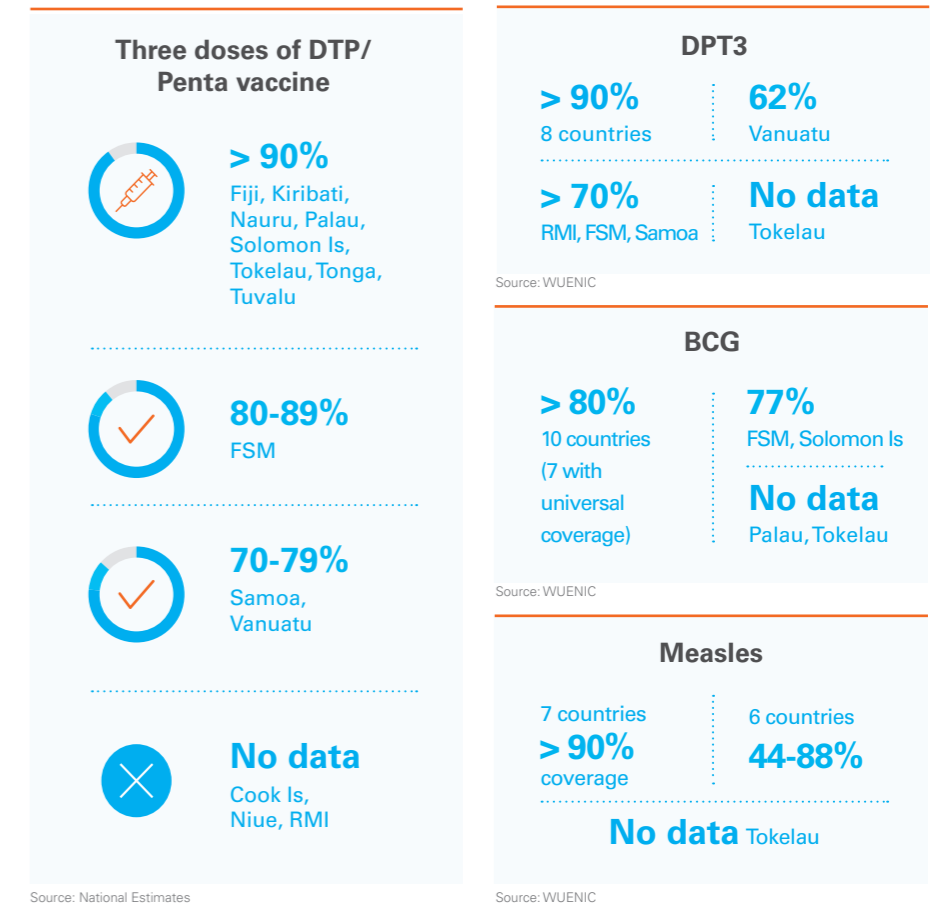 Three doses of DTP/
Penta vaccine
> 90%
Fiji, Kiribati,
Nauru, Palau,
Solomon Is,
Tokelau, Tonga,
Tuvalu
80-89%
FSM
70-79%
Samoa,
Vanuatu
No data
Cook Is,
Niue, RMI
Source: National Estimates
DPT3
> 90%
8 countries
62%
Vanuatu
> 70%
RMI, FSM, Samoa
No data
Tokelau
Source: WUENIC
BCG
> 80%
10 countries
(7 with
universal
coverage)
77%
FSM, Solomon Is
No data
Palau, Tokelau
Source: WUENIC
Measles
7 countries
> 90%
coverage
6 countries
44-88%
No data Tokelau
Source: WUENIC